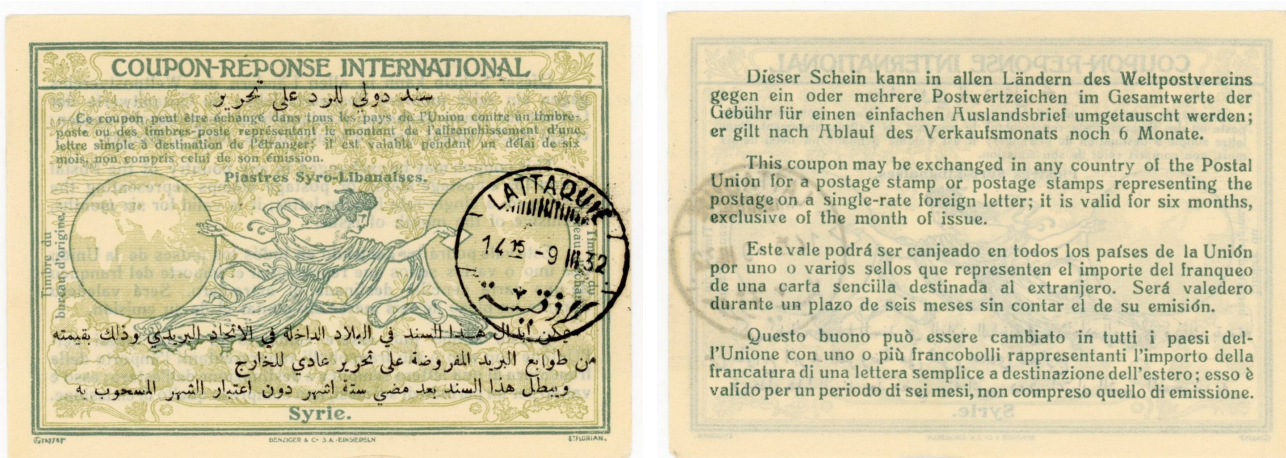 COUPON-RÉPONSE INTERNATIONAL
سند دولى للرد على تحرير
Ce coupon peut être échangé dans tous les pays de l'Union contre un timbre-
poste ou des timbres-poste représentant le montant de l'affranchissement d'une
lettre simple à destination de l'étranger; il est valable pendant un délai de six
mois, non compris celui de son émission.
Piastres Syro-Libanaises.
Timbre du
bureau d'origine.
LATTAQUIE
14 15 -9 III 32
يمكن ابدال هـذا السند في البلاد الداخلة في الاتحاد البريدي وذلك بقيمته
من طوابع البريد المفروضة على تحرير عادي للخارج
ويبطل هذا السند بعد مضي ستة اشهر دون اعتبار الشهر المسحوب به
Syrie.
GRASSET
BENZIGER & Co S.A. EINSIEDELN
E.FLORIAN.
Dieser Schein kann in allen Ländern des Weltpostvereins
gegen ein oder mehrere Postwertzeichen im Gesamtwerte der
Gebühr für einen einfachen Auslandsbrief umgetauscht werden;
er gilt nach Ablauf des Verkaufsmonats noch 6 Monate.
This coupon may be exchanged in any country of the Postal
Union for a postage stamp or postage stamps representing the
postage on a single-rate foreign letter; it is valid for six months,
exclusive of the month of issue.
Este vale podrá ser canjeado en todos los países de la Unión
por uno o varios sellos que representen el importe del franqueo
de una carta sencilla destinada al extranjero. Será valedero
durante un plazo de seis meses sin contar el de su emisión.
Questo buono può essere cambiato in tutti i paesi del-
l'Unione con uno o più francobolli rappresentanti l'importo della
francatura di una lettera semplice a destinazione dell'estero; esso è
valido per un periodo di sei mesi, non compreso quello di emissione.